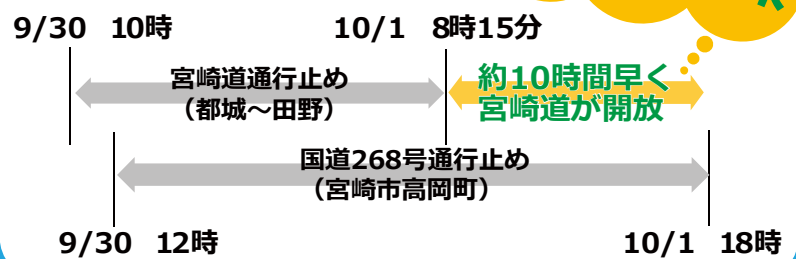 9/30 10時
10/1 8時15分
宮崎道通行止め
（都城～田野）
約10時間早く
宮崎道が開放
国道268号通行止め
（宮崎市高岡町）
9/30 12時
10/1 18時